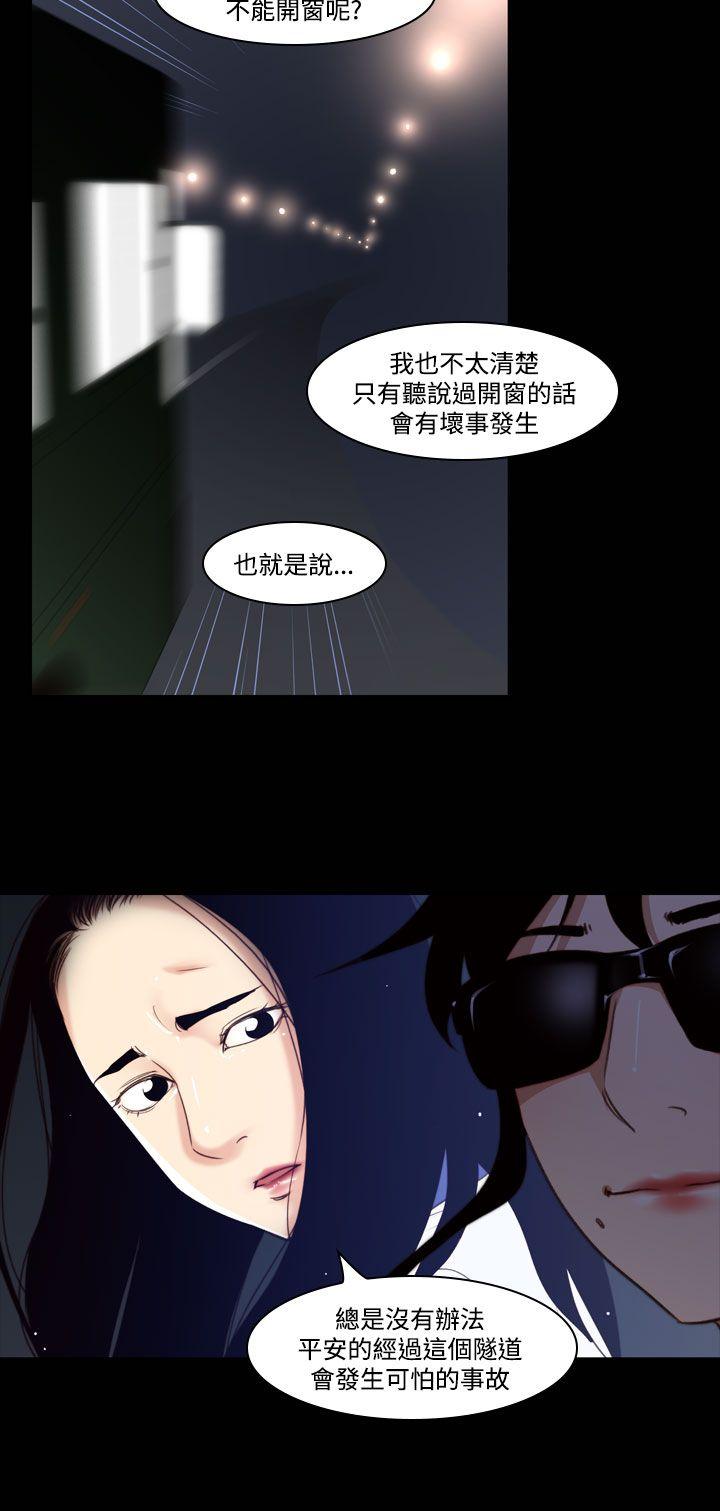 不能開窗呢?
我也不太清楚
只有聽說過開窗的話
會有壞事發生
也就是說...
總是沒有辦法
平安的經過這個隧道
會發生可怕的事故